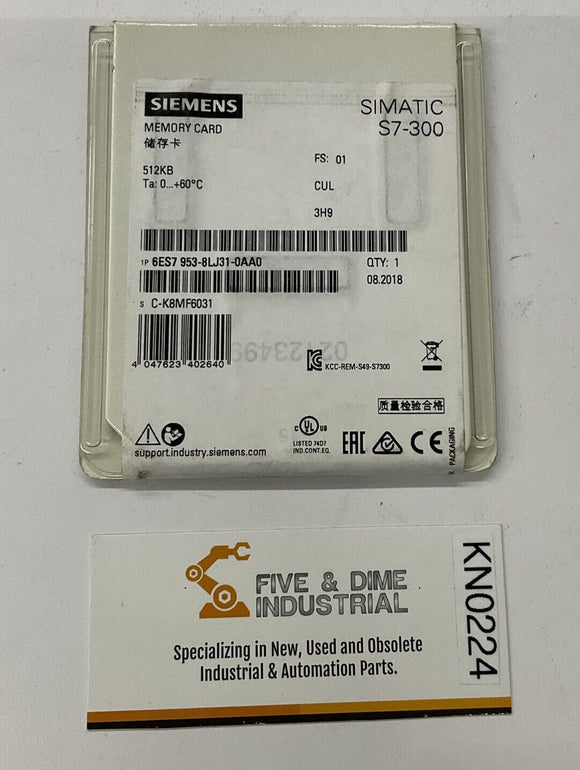 SIEMENS
SIMATIC
S7-300
MEMORY CARD
储存卡
512KB
Ta: 0...+60°C
FS: 01
CUL
3H9
1P 6ES7 953-8LJ31-0AA0
QTY: 1
08.2018
S C-K8MF6031
02123499
4 047623 402640
KCC-REM-S49-S7300
质量检验合格
C UL US
LISTED 74D7
IND.CONT.EQ.
EAC
CE
support.industry.siemens.com
PACKAGING
FIVE & DIME
INDUSTRIAL
Specializing in New, Used and Obsolete
Industrial & Automation Parts.
KN0224